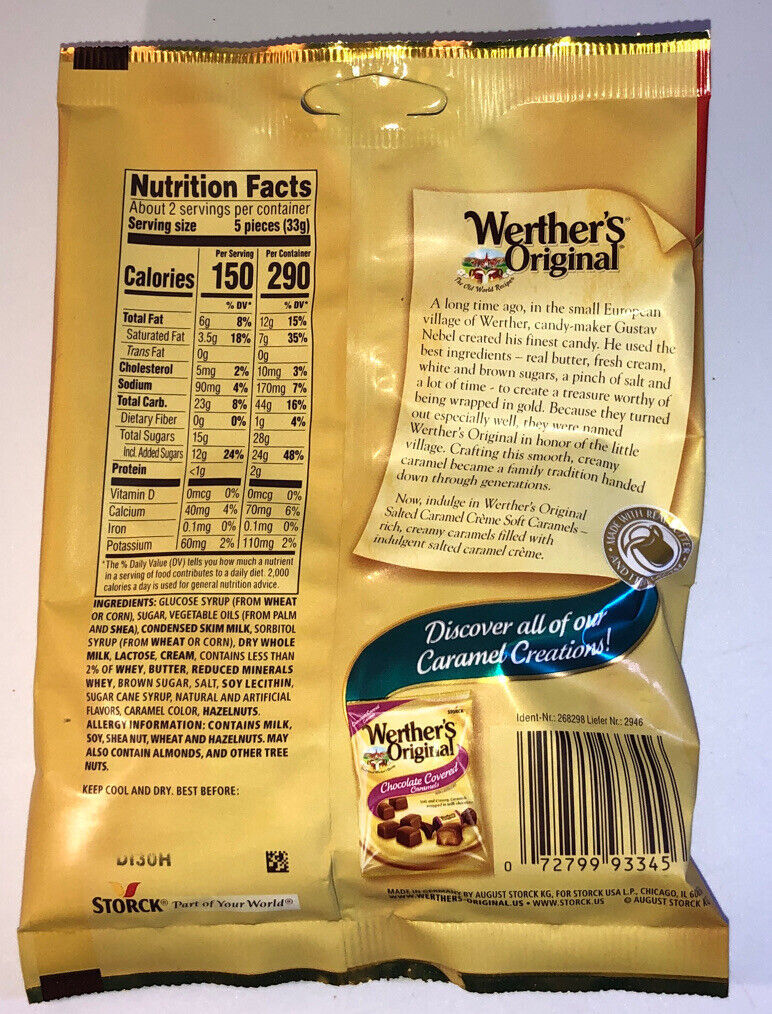 Nutrition Facts
About 2 servings per container
Serving size 5 pieces (33g)
Per Serving Per Container
Calories 150 290
% DV* % DV*
Total Fat 6g 8% 12g 15%
Saturated Fat 3.5g 18% 7g 35%
Trans Fat 0g 0g
Cholesterol 5mg 2% 10mg 3%
Sodium 90mg 4% 170mg 7%
Total Carb. 23g 8% 44g 16%
Dietary Fiber 0g 0% 1g 4%
Total Sugars 15g 28g
Incl. Added Sugars 12g 24% 24g 48%
Protein <1g 2g
Vitamin D 0mcg 0% 0mcg 0%
Calcium 40mg 4% 70mg 6%
Iron 0.1mg 0% 0.1mg 0%
Potassium 60mg 2% 110mg 2%
*The % Daily Value (DV) tells you how much a nutrient
in a serving of food contributes to a daily diet. 2,000
calories a day is used for general nutrition advice.
INGREDIENTS: GLUCOSE SYRUP (FROM WHEAT
OR CORN), SUGAR, VEGETABLE OILS (FROM PALM
AND SHEA), CONDENSED SKIM MILK, SORBITOL
SYRUP (FROM WHEAT OR CORN), DRY WHOLE
MILK, LACTOSE, CREAM, CONTAINS LESS THAN
2% OF WHEY, BUTTER, REDUCED MINERALS
WHEY, BROWN SUGAR, SALT, SOY LECITHIN,
SUGAR CANE SYRUP, NATURAL AND ARTIFICIAL
FLAVORS, CARAMEL COLOR, HAZELNUTS.
ALLERGY INFORMATION: CONTAINS MILK,
SOY, SHEA NUT, WHEAT AND HAZELNUTS. MAY
ALSO CONTAIN ALMONDS, AND OTHER TREE
NUTS.
KEEP COOL AND DRY. BEST BEFORE:
DI30H
STORCK® Part of Your World®
Werther's
Original®
The Old World Recipe
A long time ago, in the small European
village of Werther, candy-maker Gustav
Nebel created his finest candy. He used the
best ingredients – real butter, fresh cream,
white and brown sugars, a pinch of salt and
a lot of time - to create a treasure worthy of
being wrapped in gold. Because they turned
out especially well, they were named
Werther's Original in honor of the little
village. Crafting this smooth, creamy
caramel became a family tradition handed
down through generations.
Now, indulge in Werther's Original
Salted Caramel Crème Soft Caramels –
rich, creamy caramels filled with
indulgent salted caramel crème.
MADE WITH REAL BUTTER
Discover all of our
Caramel Creations!
STORCK
Werther's
Original
Chocolate Covered
Caramels
Ident-Nr.: 268298 Liefer Nr.: 2946
0 72799 93345
MADE IN GERMANY BY AUGUST STORCK KG, FOR STORCK USA L.P., CHICAGO, IL 60
WWW.WERTHERS-ORIGINAL.US • WWW.STORCK.US © AUGUST STORCK